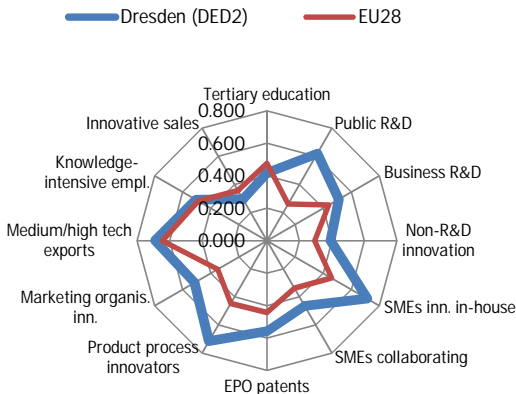 Dresden (DED2)
EU28
Tertiary education
Public R&D
Business R&D
Non-R&D
innovation
SMEs inn. in-house
SMEs collaborating
EPO patents
Product process
innovators
Marketing organis.
inn.
Medium/high tech
exports
Knowledge-
intensive empl.
Innovative sales
0.800
0.600
0.400
0.200
0.000